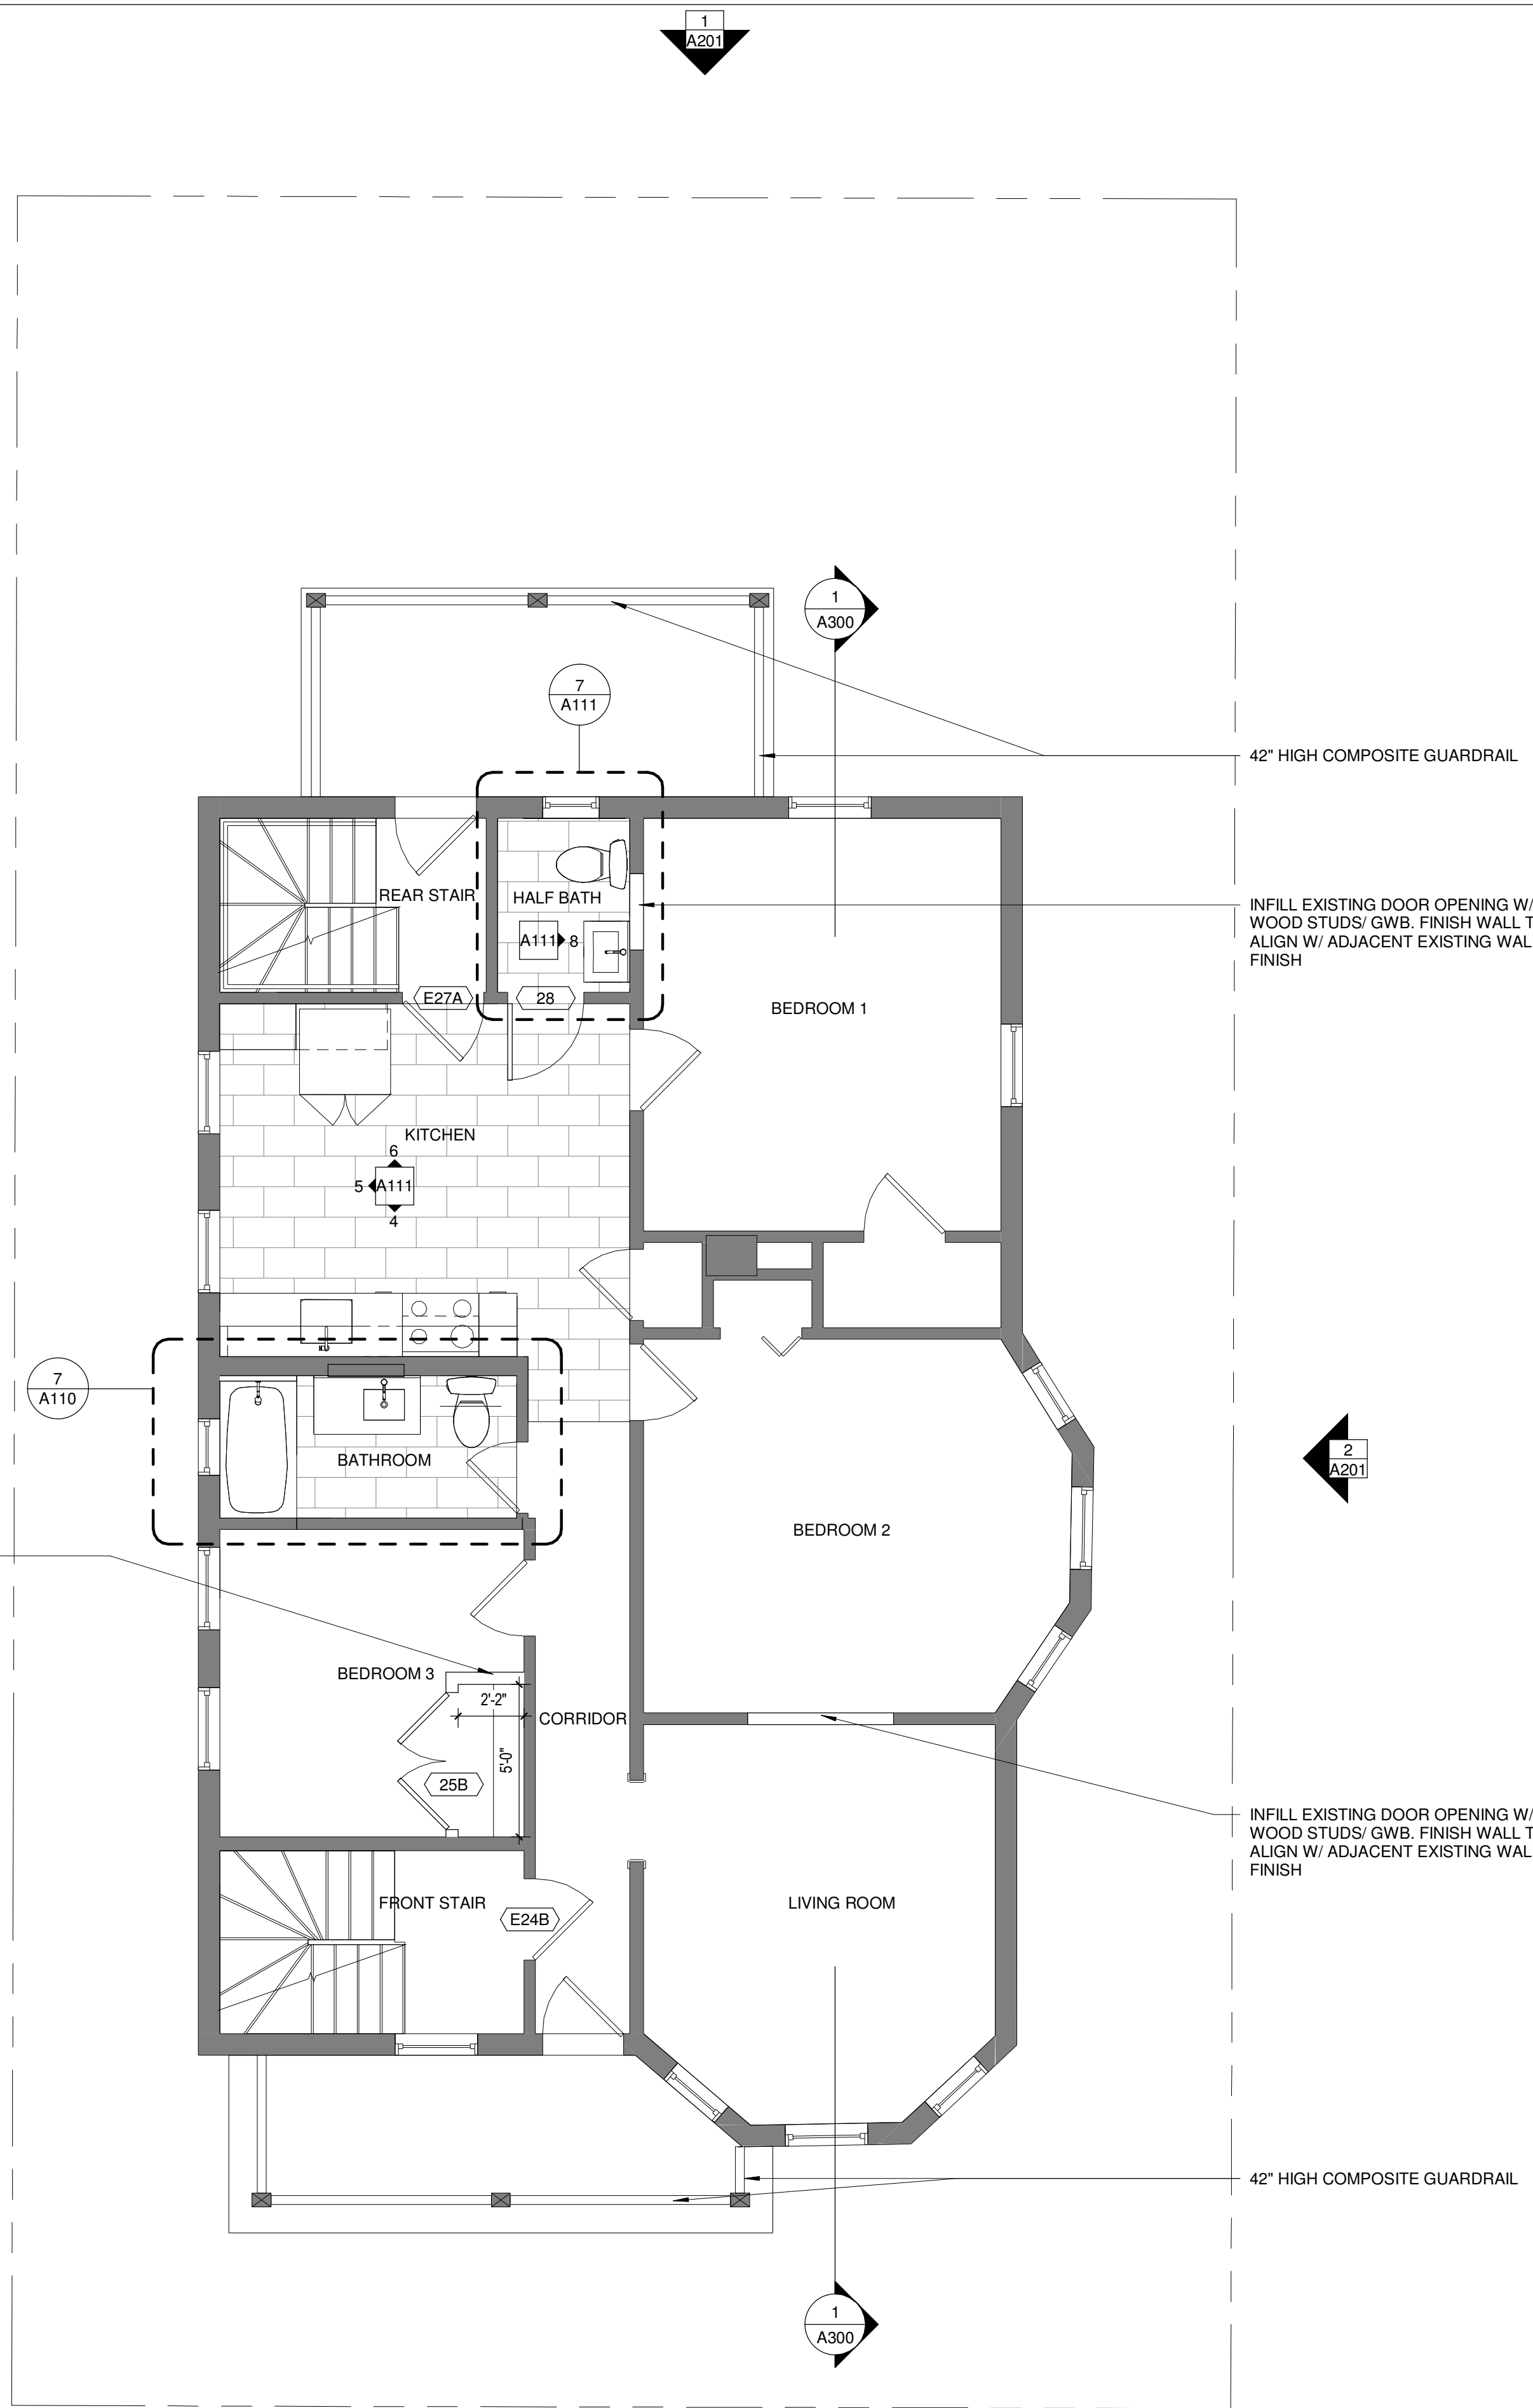 1
A201
1
A300
7
A111
42" HIGH COMPOSITE GUARDRAIL
REAR STAIR
HALF BATH
INFILL EXISTING DOOR OPENING W/
WOOD STUDS/ GWB. FINISH WALL T
ALIGN W/ ADJACENT EXISTING WAL
FINISH
A111 8
E27A
28
BEDROOM 1
KITCHEN
6
5 A111
4
7
A110
BATHROOM
2
A201
BEDROOM 2
BEDROOM 3
2'-2"
CORRIDOR
5'-0"
25B
INFILL EXISTING DOOR OPENING W/
WOOD STUDS/ GWB. FINISH WALL T
ALIGN W/ ADJACENT EXISTING WAL
FINISH
FRONT STAIR
E24B
LIVING ROOM
42" HIGH COMPOSITE GUARDRAIL
1
A300